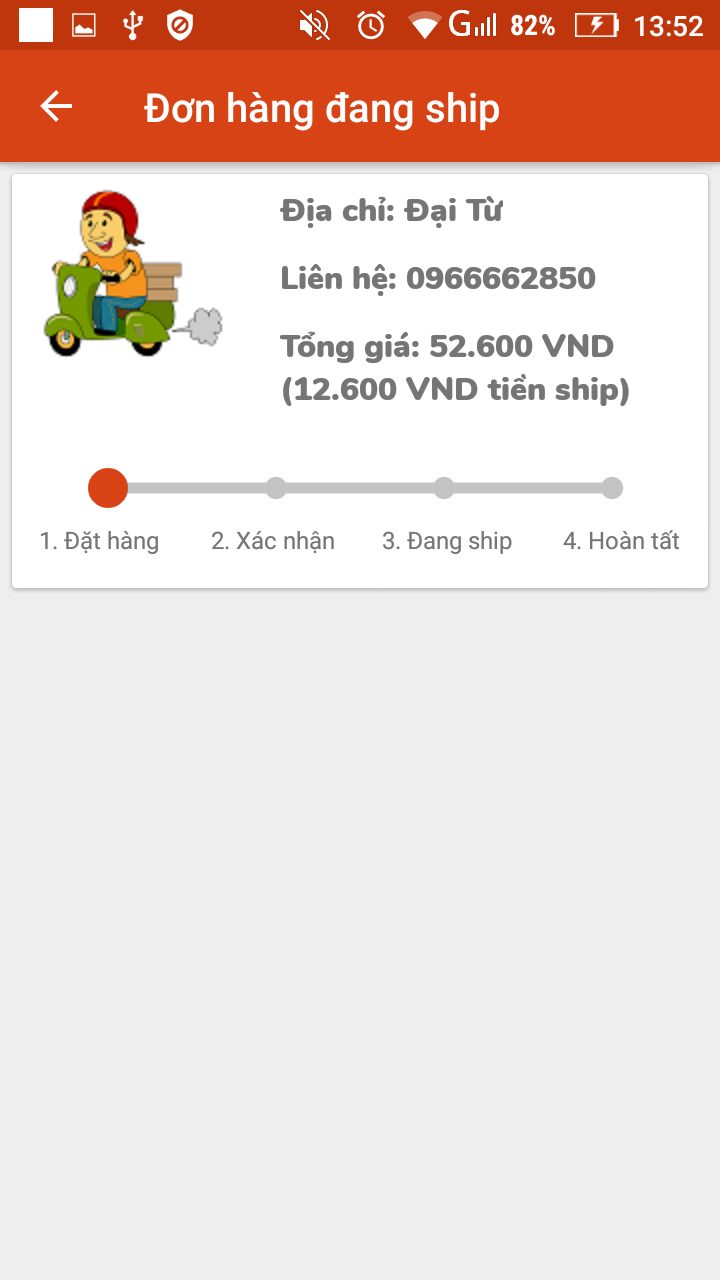 G 82% 13:52
Đơn hàng đang ship
Địa chỉ: Đại Từ
Liên hệ: 0966662850
Tổng giá: 52.600 VND
(12.600 VND tiền ship)
1. Đặt hàng 2. Xác nhận 3. Đang ship 4. Hoàn tất